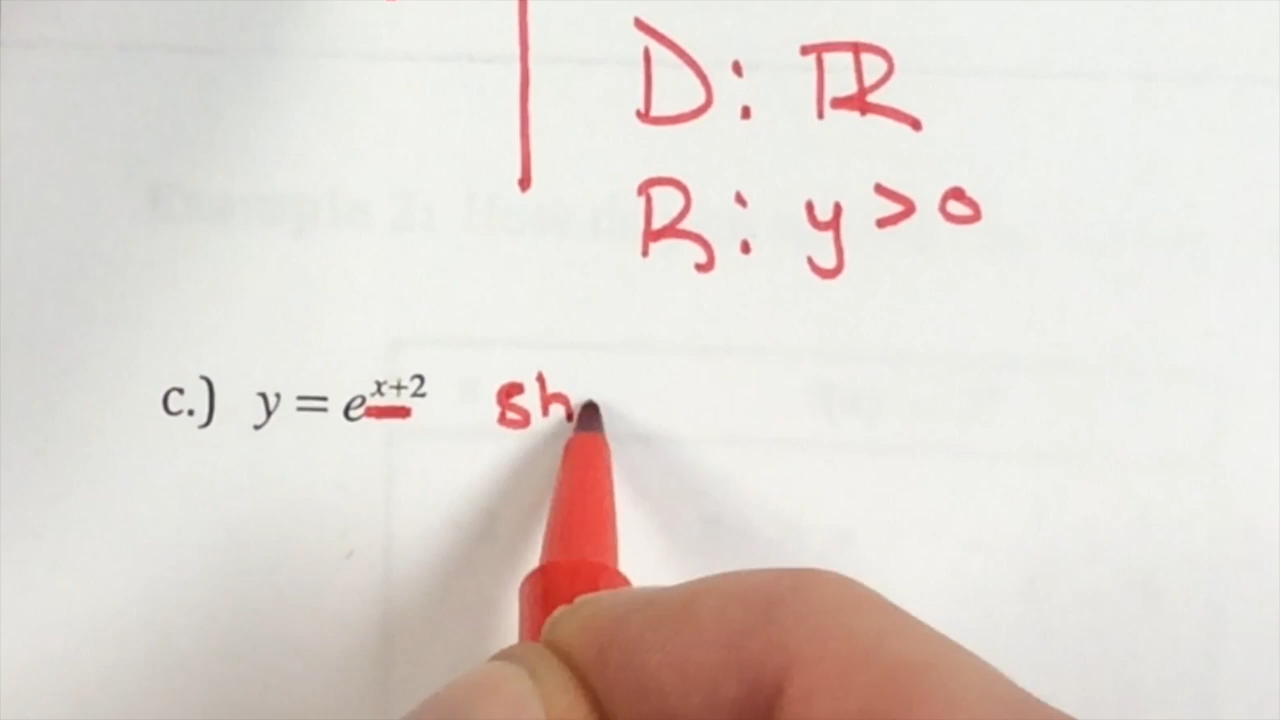 D: ℝ
R: y > 0
c.) y = e^{x+2} sh